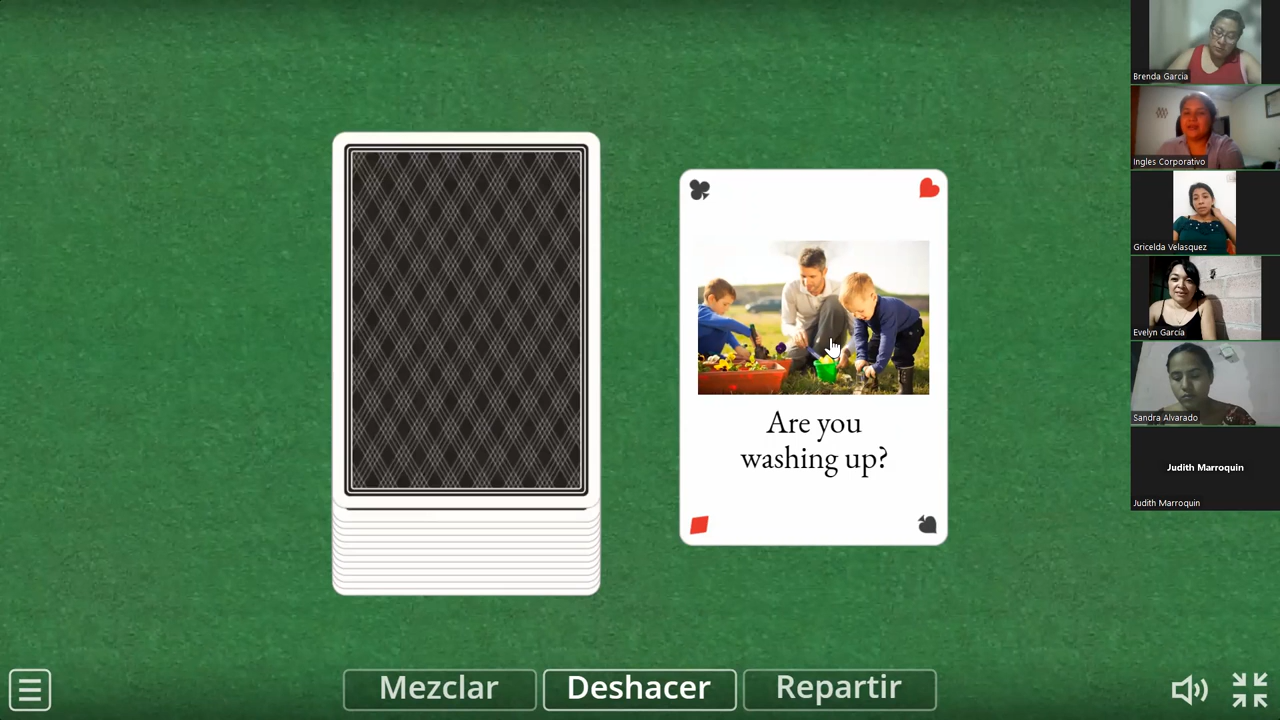 Brenda Garcia
Ingles Corporativo
Gricelda Velasquez
Evelyn García
Sandra Alvarado
Judith Marroquin
Judith Marroquin
Are you
washing up?
Mezclar
Deshacer
Repartir